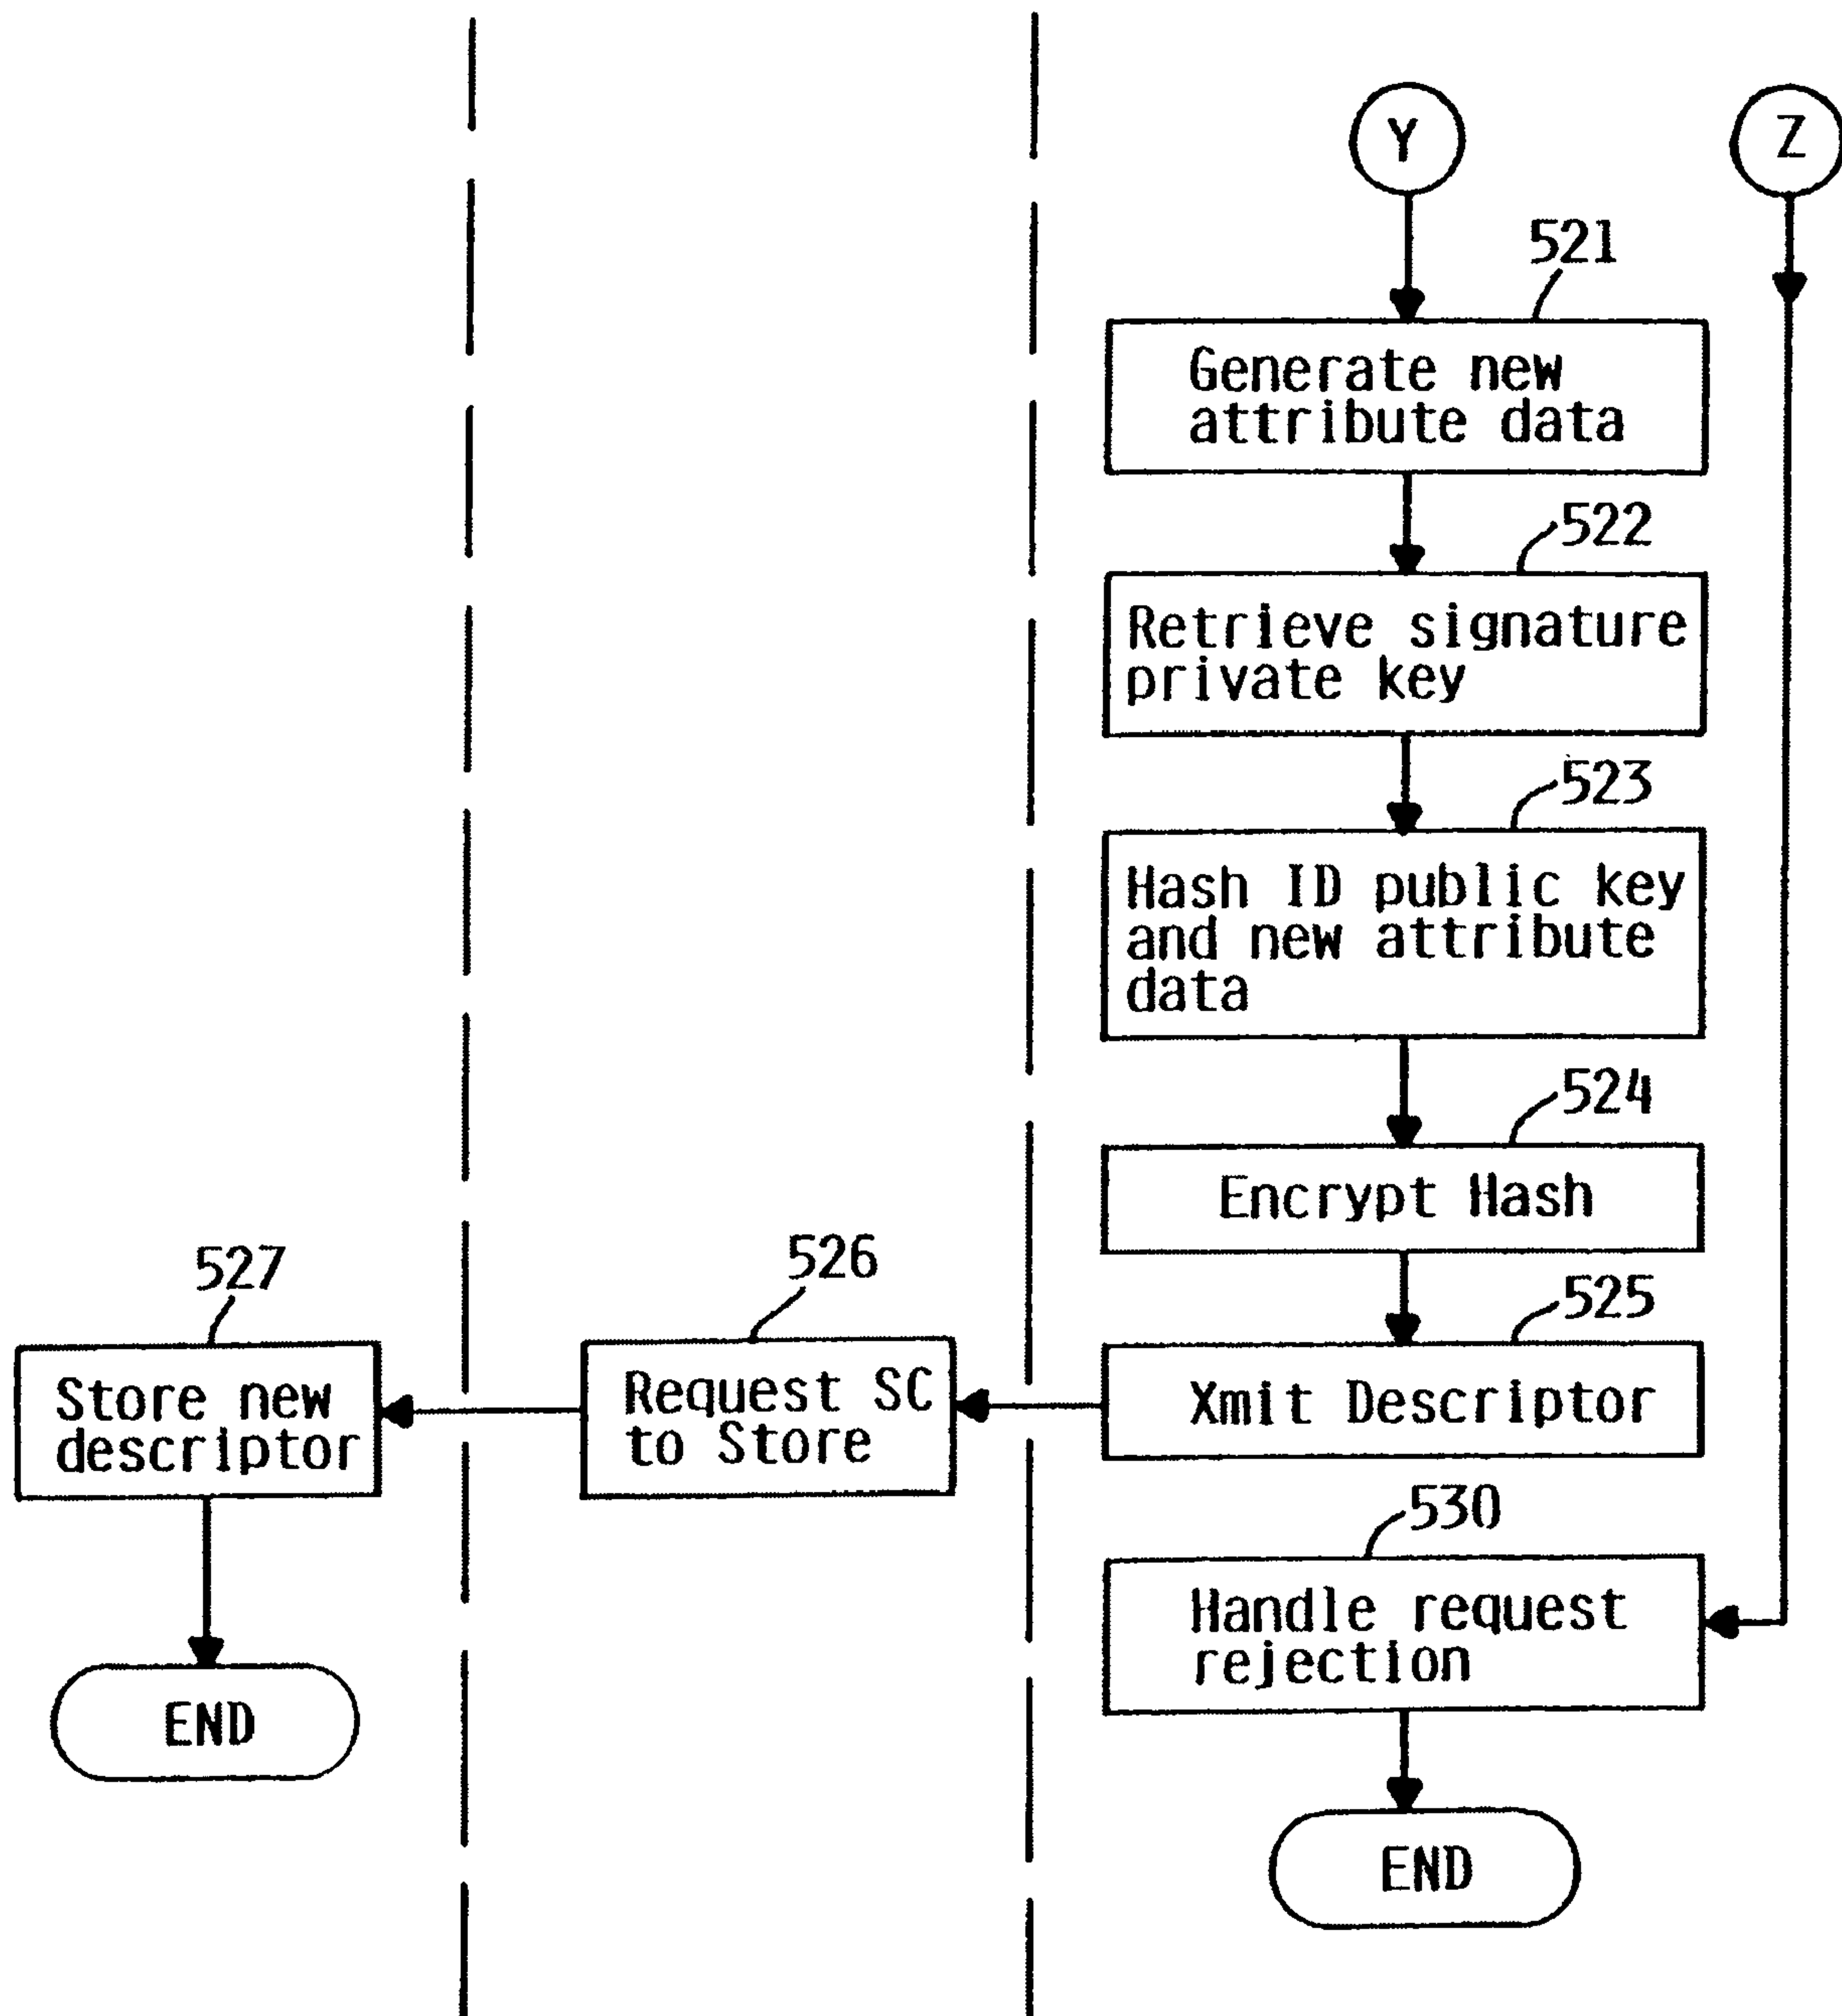 Y
Z
521
Generate new
attribute data
522
Retrieve signature
private key
523
Hash ID public key
and new attribute
data
524
Encrypt Hash
525
Xmit Descriptor
526
Request SC
to Store
527
Store new
descriptor
END
530
Handle request
rejection
END